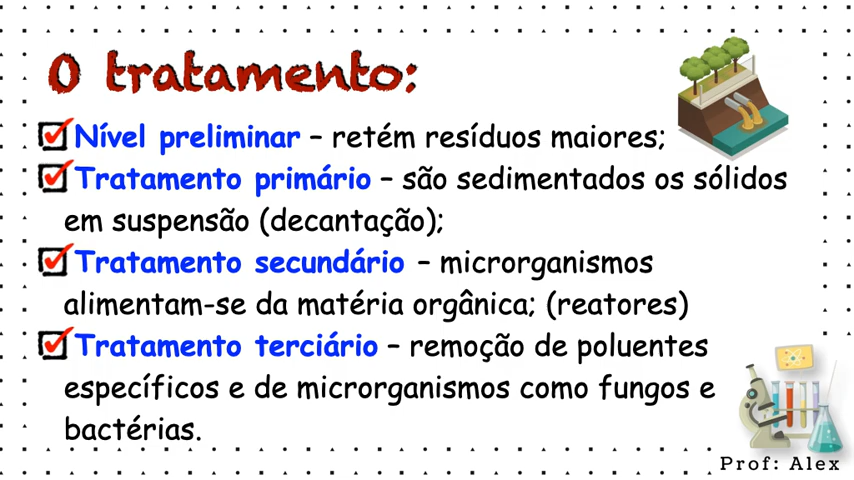 O tratamento:
Nível preliminar – retém resíduos maiores;
Tratamento primário – são sedimentados os sólidos
em suspensão (decantação);
Tratamento secundário – microrganismos
alimentam-se da matéria orgânica; (reatores)
Tratamento terciário – remoção de poluentes
específicos e de microrganismos como fungos e
bactérias.
Prof: Alex